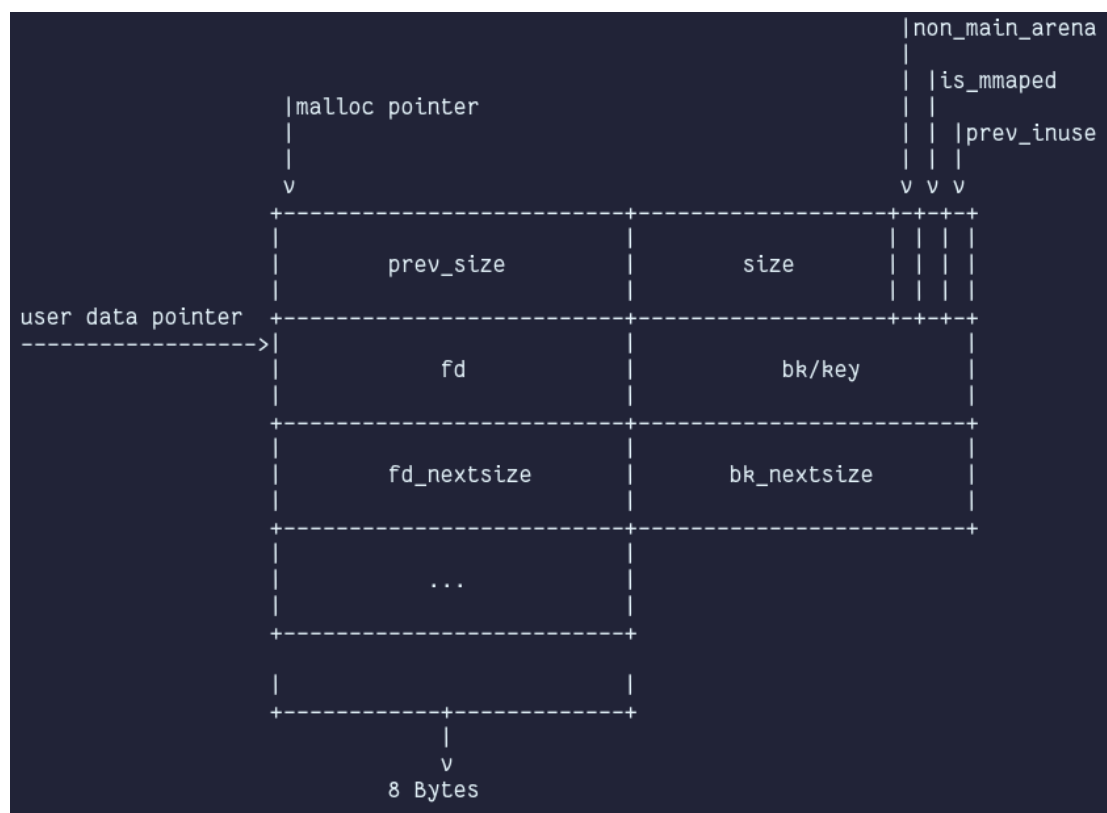 non_main_arena
is_mmaped
malloc pointer
prev_inuse
prev_size size
user data pointer
fd bk/key
fd_nextsize bk_nextsize
...
8 Bytes